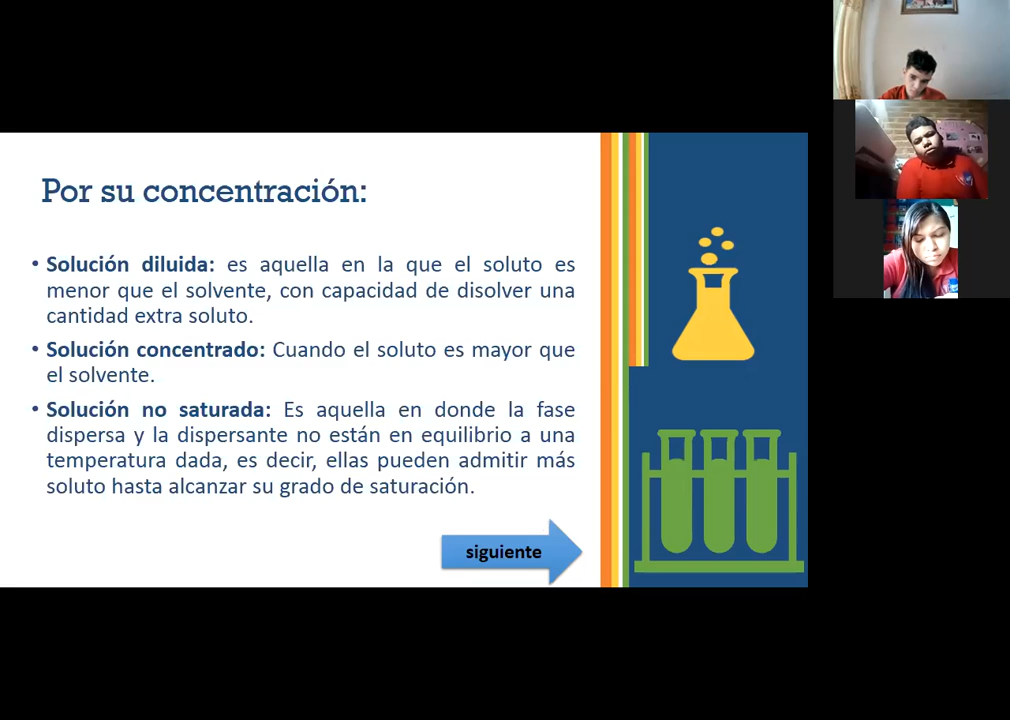 Por su concentración:
• Solución diluida: es aquella en la que el soluto es
menor que el solvente, con capacidad de disolver una
cantidad extra soluto.
• Solución concentrado: Cuando el soluto es mayor que
el solvente.
• Solución no saturada: Es aquella en donde la fase
dispersa y la dispersante no están en equilibrio a una
temperatura dada, es decir, ellas pueden admitir más
soluto hasta alcanzar su grado de saturación.
siguiente